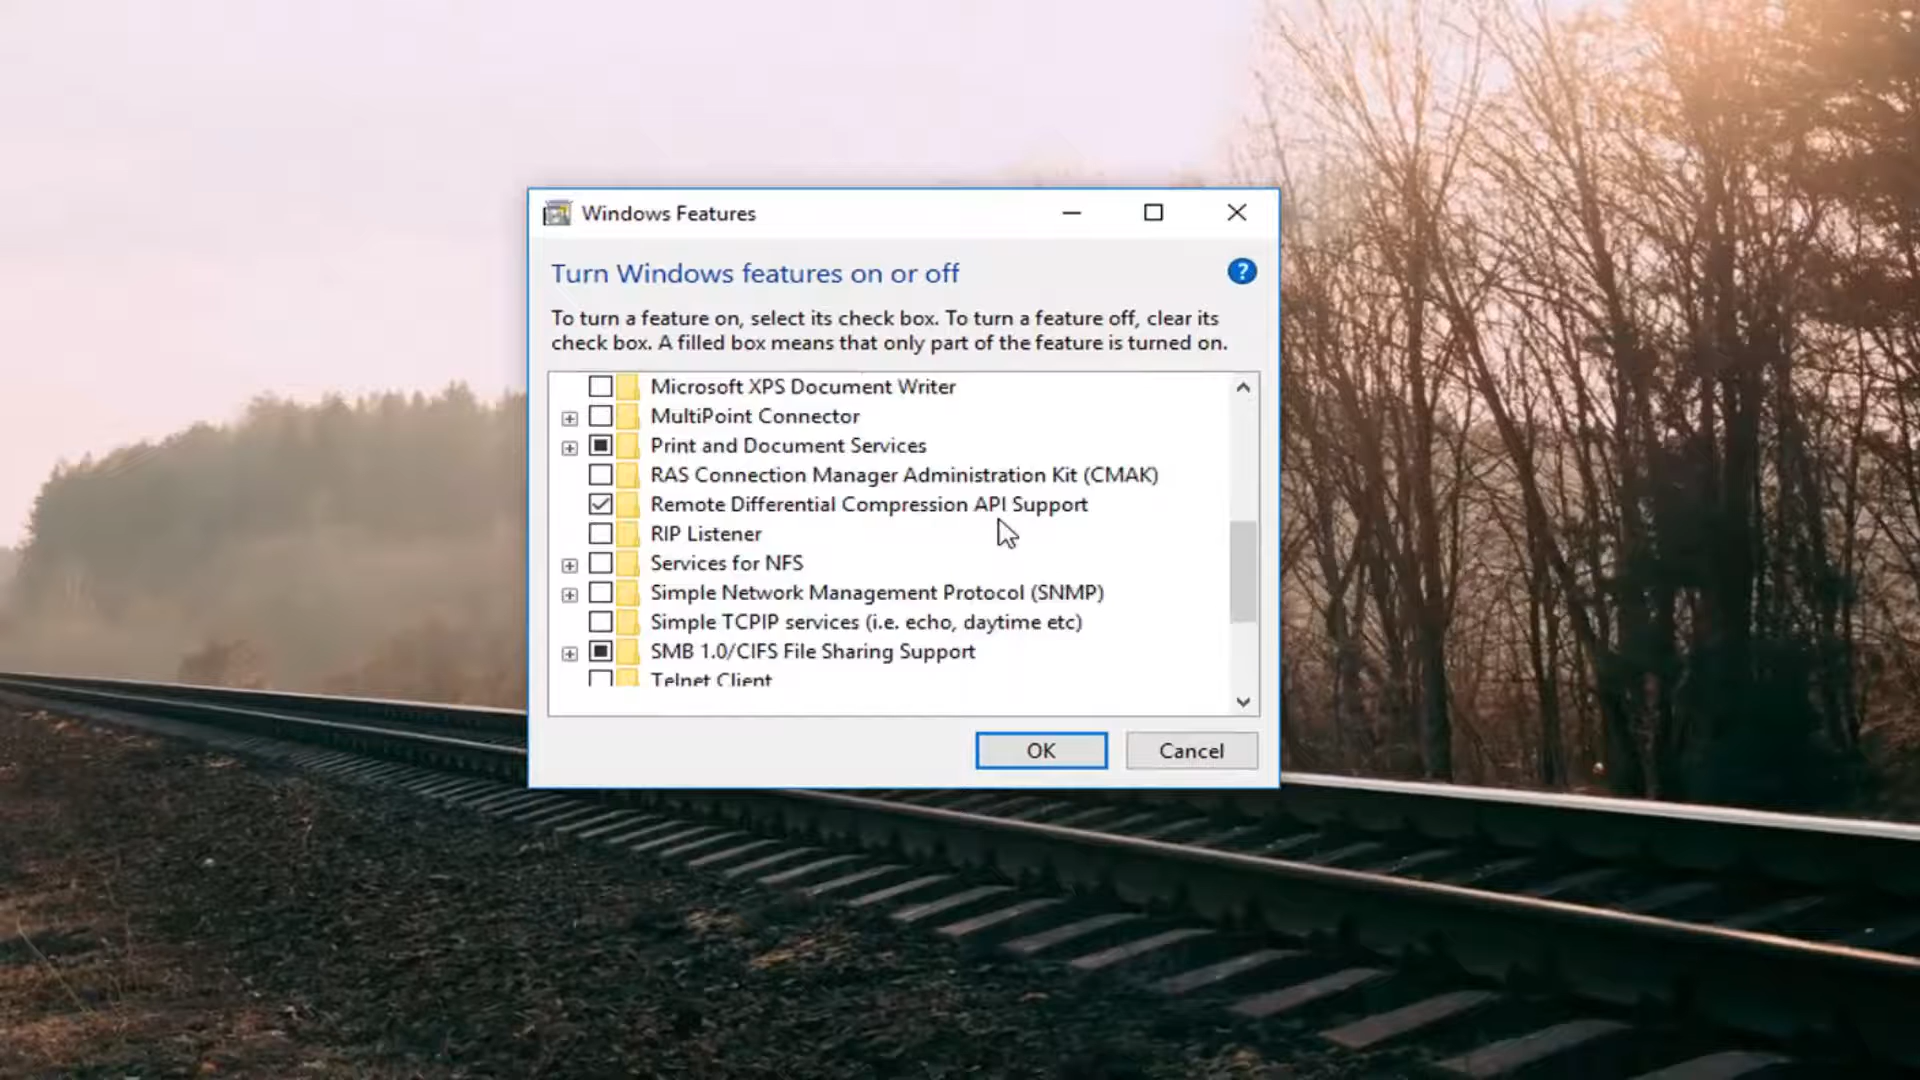 Windows Features
Turn Windows features on or off
?
To turn a feature on, select its check box. To turn a feature off, clear its
check box. A filled box means that only part of the feature is turned on.
Microsoft XPS Document Writer
MultiPoint Connector
Print and Document Services
RAS Connection Manager Administration Kit (CMAK)
Remote Differential Compression API Support
RIP Listener
Services for NFS
Simple Network Management Protocol (SNMP)
Simple TCPIP services (i.e. echo, daytime etc)
SMB 1.0/CIFS File Sharing Support
Telnet Client
OK
Cancel